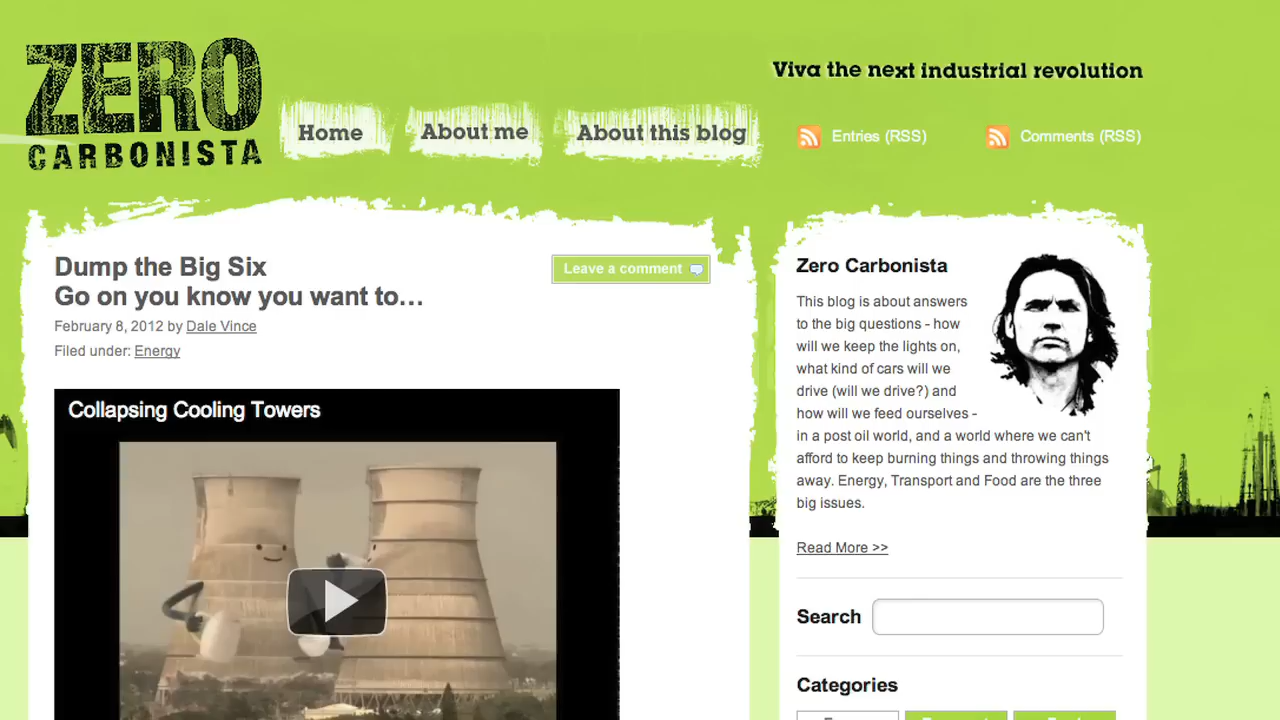 ZERO
CARBONISTA
Home
About me
About this blog
Viva the next industrial revolution
Entries (RSS)
Comments (RSS)
Dump the Big Six
Go on you know you want to…
Leave a comment
February 8, 2012 by Dale Vince
Filed under: Energy
Collapsing Cooling Towers
Zero Carbonista
This blog is about answers
to the big questions - how
will we keep the lights on,
what kind of cars will we
drive (will we drive?) and
how will we feed ourselves -
in a post oil world, and a world where we can't
afford to keep burning things and throwing things
away. Energy, Transport and Food are the three
big issues.
Read More >>
Search
Categories